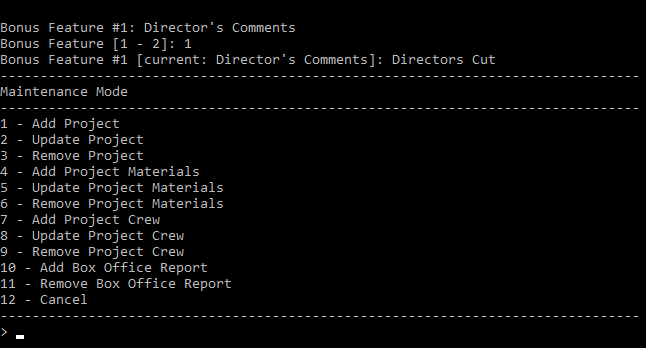 Bonus Feature #1: Director's Comments
Bonus Feature [1 - 2]: 1
Bonus Feature #1 [current: Director's Comments]: Directors Cut
--------------------------------------------------------------------------------
Maintenance Mode
--------------------------------------------------------------------------------
1 - Add Project
2 - Update Project
3 - Remove Project
4 - Add Project Materials
5 - Update Project Materials
6 - Remove Project Materials
7 - Add Project Crew
8 - Update Project Crew
9 - Remove Project Crew
10 - Add Box Office Report
11 - Remove Box Office Report
12 - Cancel
--------------------------------------------------------------------------------
> _